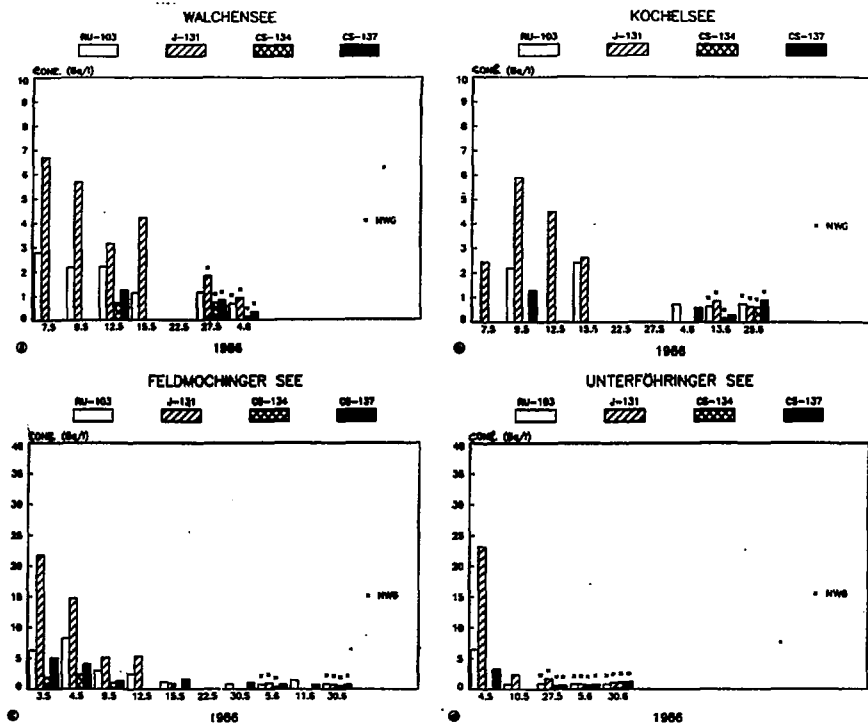 WALCHENSEE
RU-103 J-131 CS-134 CS-137
CONC. (Bq/l)
10
9
8
7
6
5
4
3
2
1
0
* NWG
7.5 9.5 12.5 15.5 22.5 27.5 4.6
1986
KOCHELSEE
RU-103 J-131 CS-134 CS-137
CONC. (Bq/l)
10
9
8
7
6
5
4
3
2
1
0
* NWG
7.5 9.5 12.5 13.5 22.5 27.5 4.6 13.6 25.6
1986
FELDMOCHINGER SEE
RU-103 J-131 CS-134 CS-137
CONC. (Bq/l)
40
35
30
25
20
15
10
5
0
* NWG
3.5 4.5 9.5 12.5 15.5 22.5 30.5 5.6 11.6 30.6
1986
UNTERFÖHRINGER SEE
RU-103 J-131 CS-134 CS-137
CONC. (Bq/l)
40
35
30
25
20
15
10
5
0
* NWG
4.5 10.5 27.5 5.6 30.6
1986